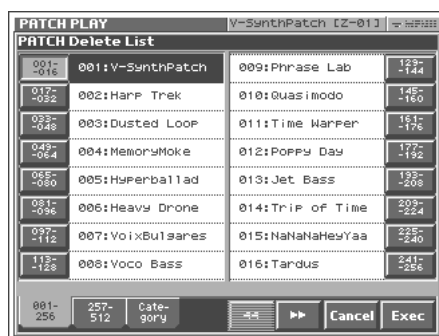 PATCH PLAY V-SynthPatch [Z-01]
PATCH Delete List
001-
-016
001:V-SynthPatch
009:Phrase Lab
129-
-144
017-
-032
002:Harp Trek
010:Quasimodo
145-
-160
033-
-048
003:Dusted Loop
011:Time Warper
161-
-176
049-
-064
004:MemoryMoke
012:Poppy Day
177-
-192
065-
-080
005:Hyperballad
013:Jet Bass
193-
-208
081-
-096
006:Heavy Drone
014:Trip of Time
209-
-224
097-
-112
007:VoixBulgares
015:NaNaNaHeyYaa
225-
-240
113-
-128
008:Voco Bass
016:Tardus
241-
-256
001-
256
257-
512
Cate-
gory
Cancel
Exec